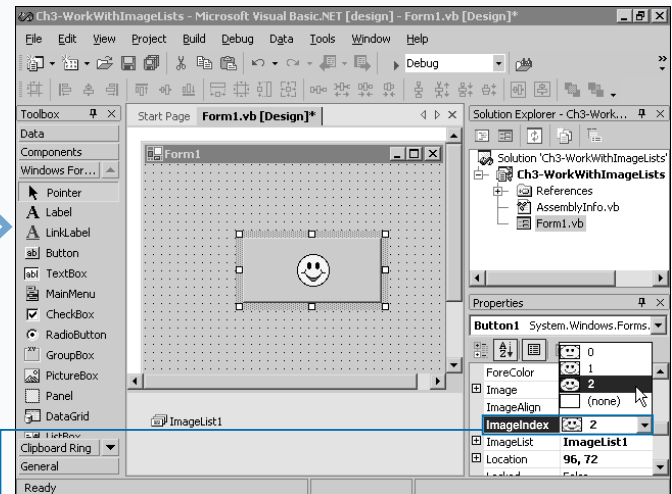 Ch3-WorkWithImageLists - Microsoft Visual Basic.NET [design] - Form1.vb [Design]*
File Edit View Project Build Debug Data Tools Window Help
Debug
Toolbox
Start Page Form1.vb [Design]*
Solution Explorer - Ch3-Work...
Data
Components
Windows For...
Pointer
A Label
A LinkLabel
ab Button
abl TextBox
MainMenu
CheckBox
RadioButton
GroupBox
PictureBox
Panel
DataGrid
ListBox
Clipboard Ring
General
Form1
ImageList1
Solution 'Ch3-WorkWithImageLists'
Ch3-WorkWithImageLists
References
AssemblyInfo.vb
Form1.vb
Properties
Button1 System.Windows.Forms.
ForeColor
Image
ImageAlign
0
1
2
(none)
ImageIndex 2
ImageList ImageList1
Location 96, 72
Locked False
Ready